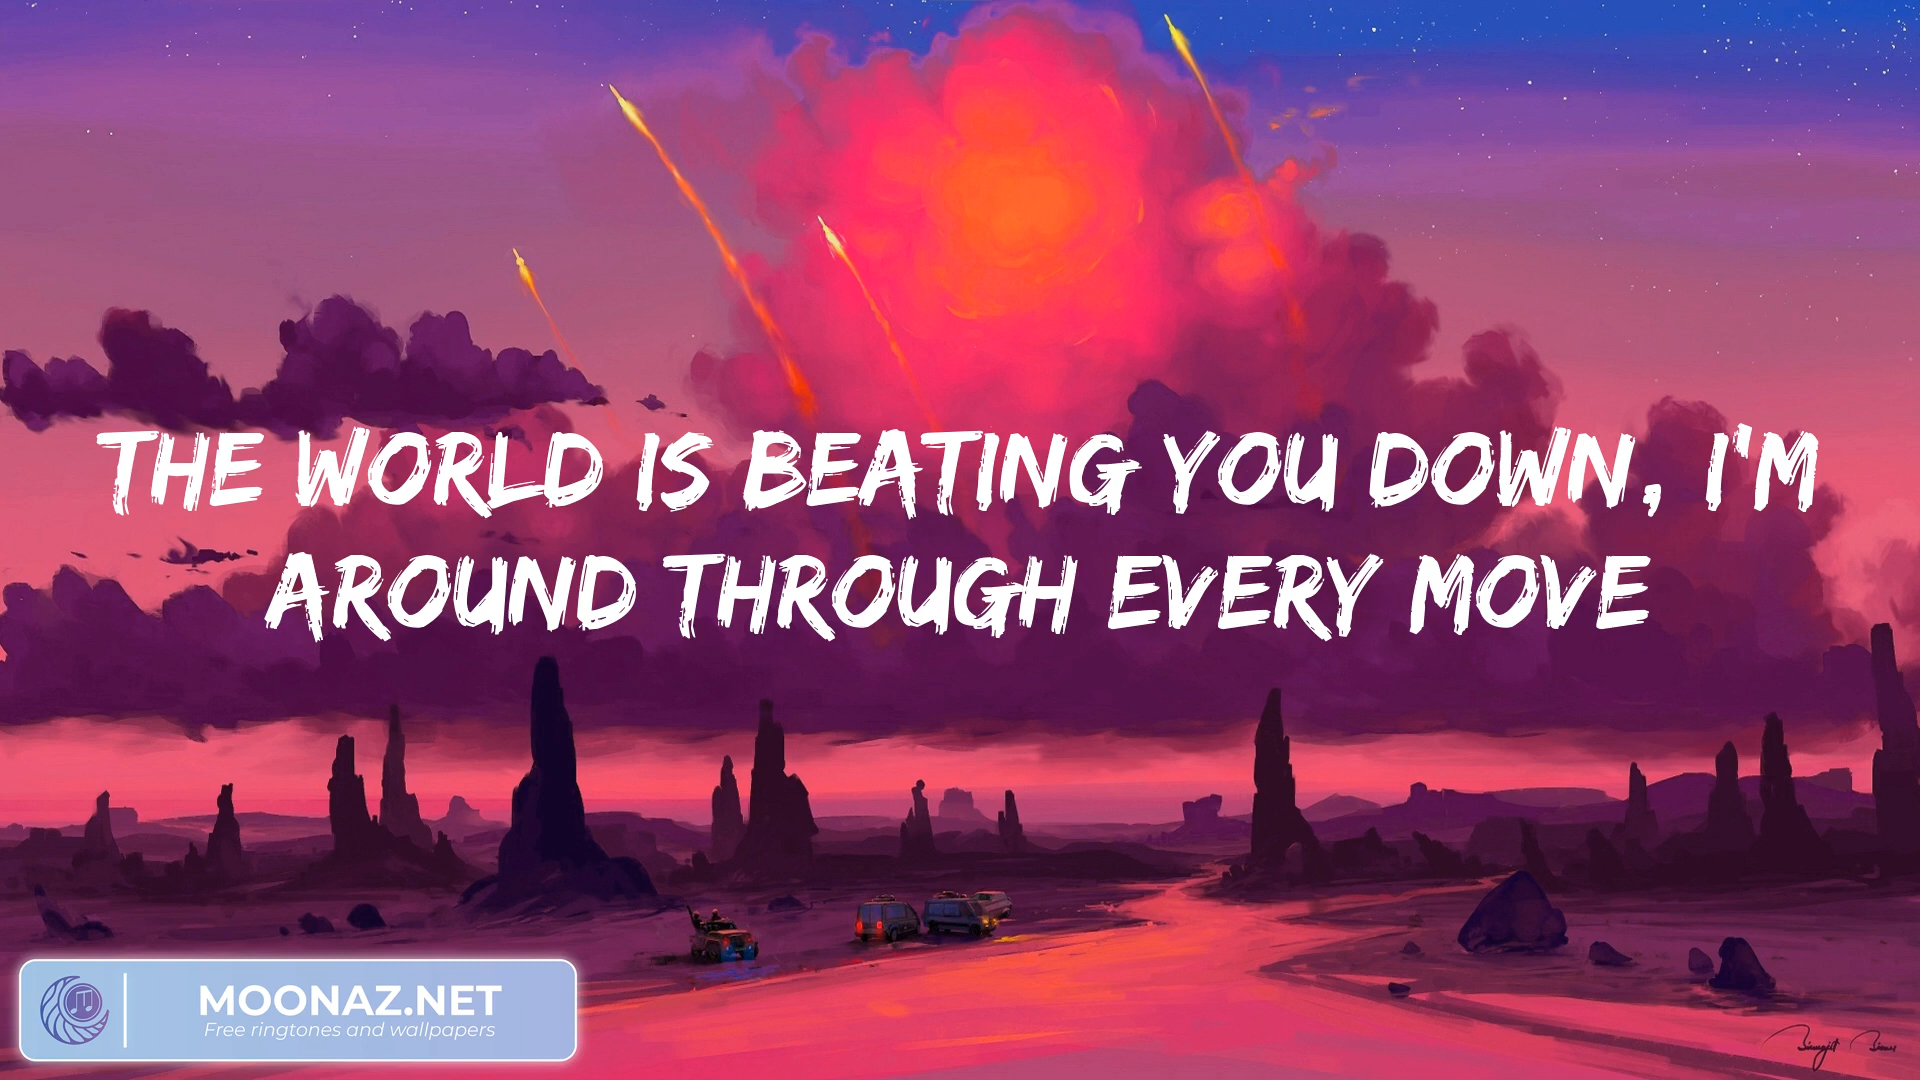 THE WORLD IS BEATING YOU DOWN, I'M
AROUND THROUGH EVERY MOVE
MOONAZ.NET
Free ringtones and wallpapers